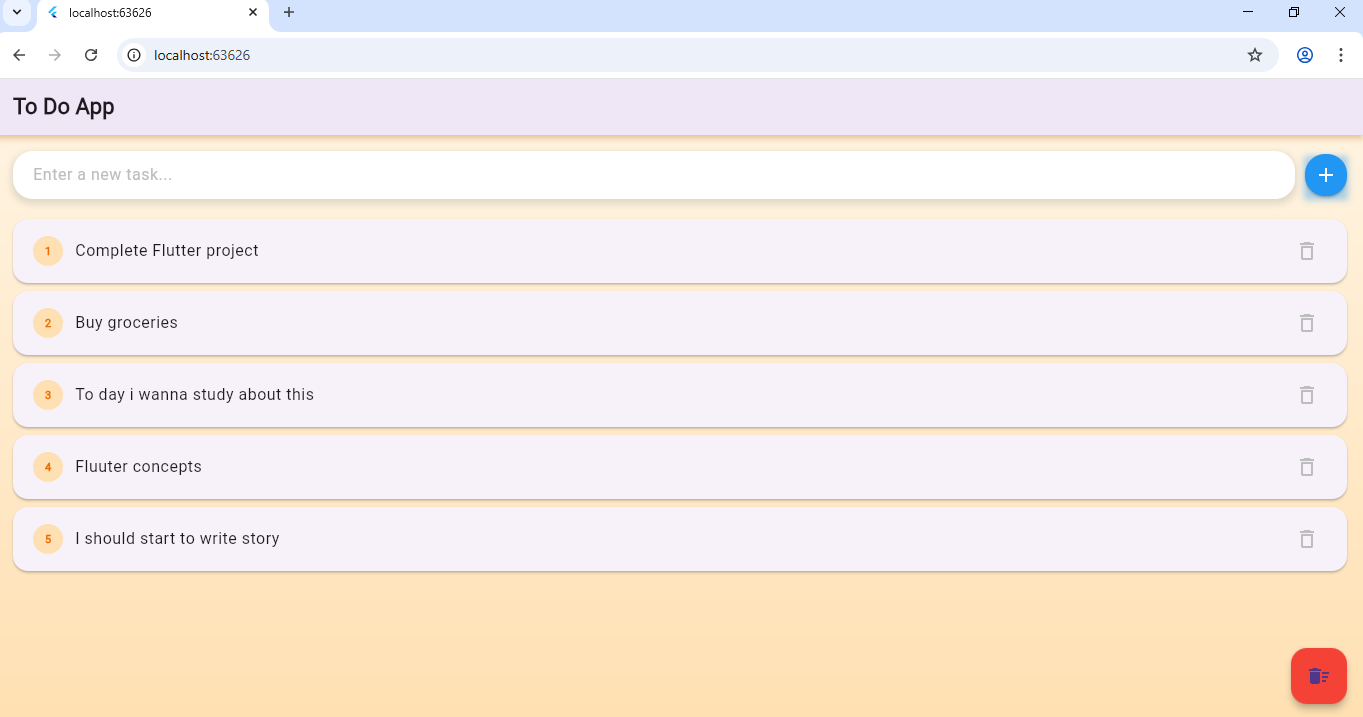 localhost:63626
localhost:63626
To Do App
Enter a new task...
1 Complete Flutter project
2 Buy groceries
3 To day i wanna study about this
4 Fluuter concepts
5 I should start to write story